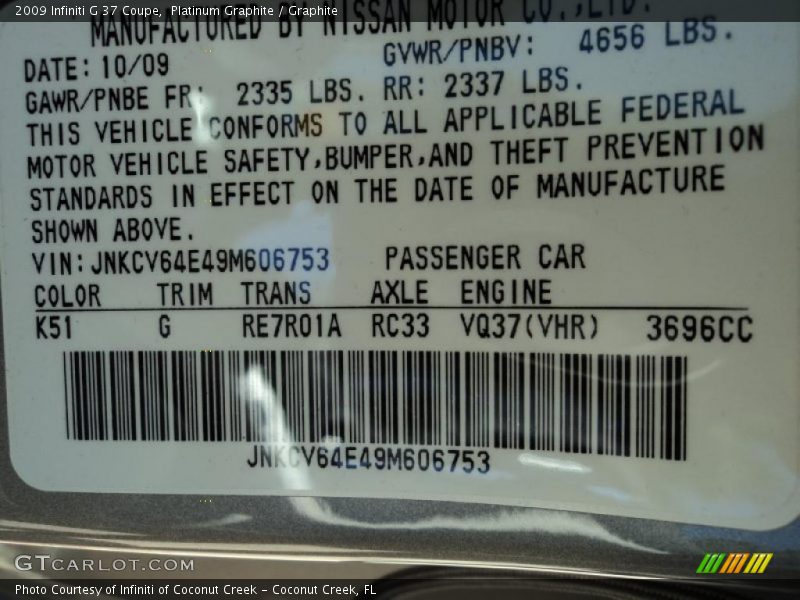 2009 Infiniti G 37 Coupe, Platinum Graphite / Graphite
MANUFACTURED BY NISSAN MOTOR CO.,LTD.
DATE: 10/09 GVWR/PNBV: 4656 LBS.
GAWR/PNBE FR: 2335 LBS. RR: 2337 LBS.
THIS VEHICLE CONFORMS TO ALL APPLICABLE FEDERAL
MOTOR VEHICLE SAFETY,BUMPER,AND THEFT PREVENTION
STANDARDS IN EFFECT ON THE DATE OF MANUFACTURE
SHOWN ABOVE.
VIN: JNKCV64E49M606753 PASSENGER CAR
COLOR TRIM TRANS AXLE ENGINE
K51 G RE7R01A RC33 VQ37(VHR) 3696CC
JNKCV64E49M606753
GTCARLOT.COM
Photo Courtesy of Infiniti of Coconut Creek - Coconut Creek, FL